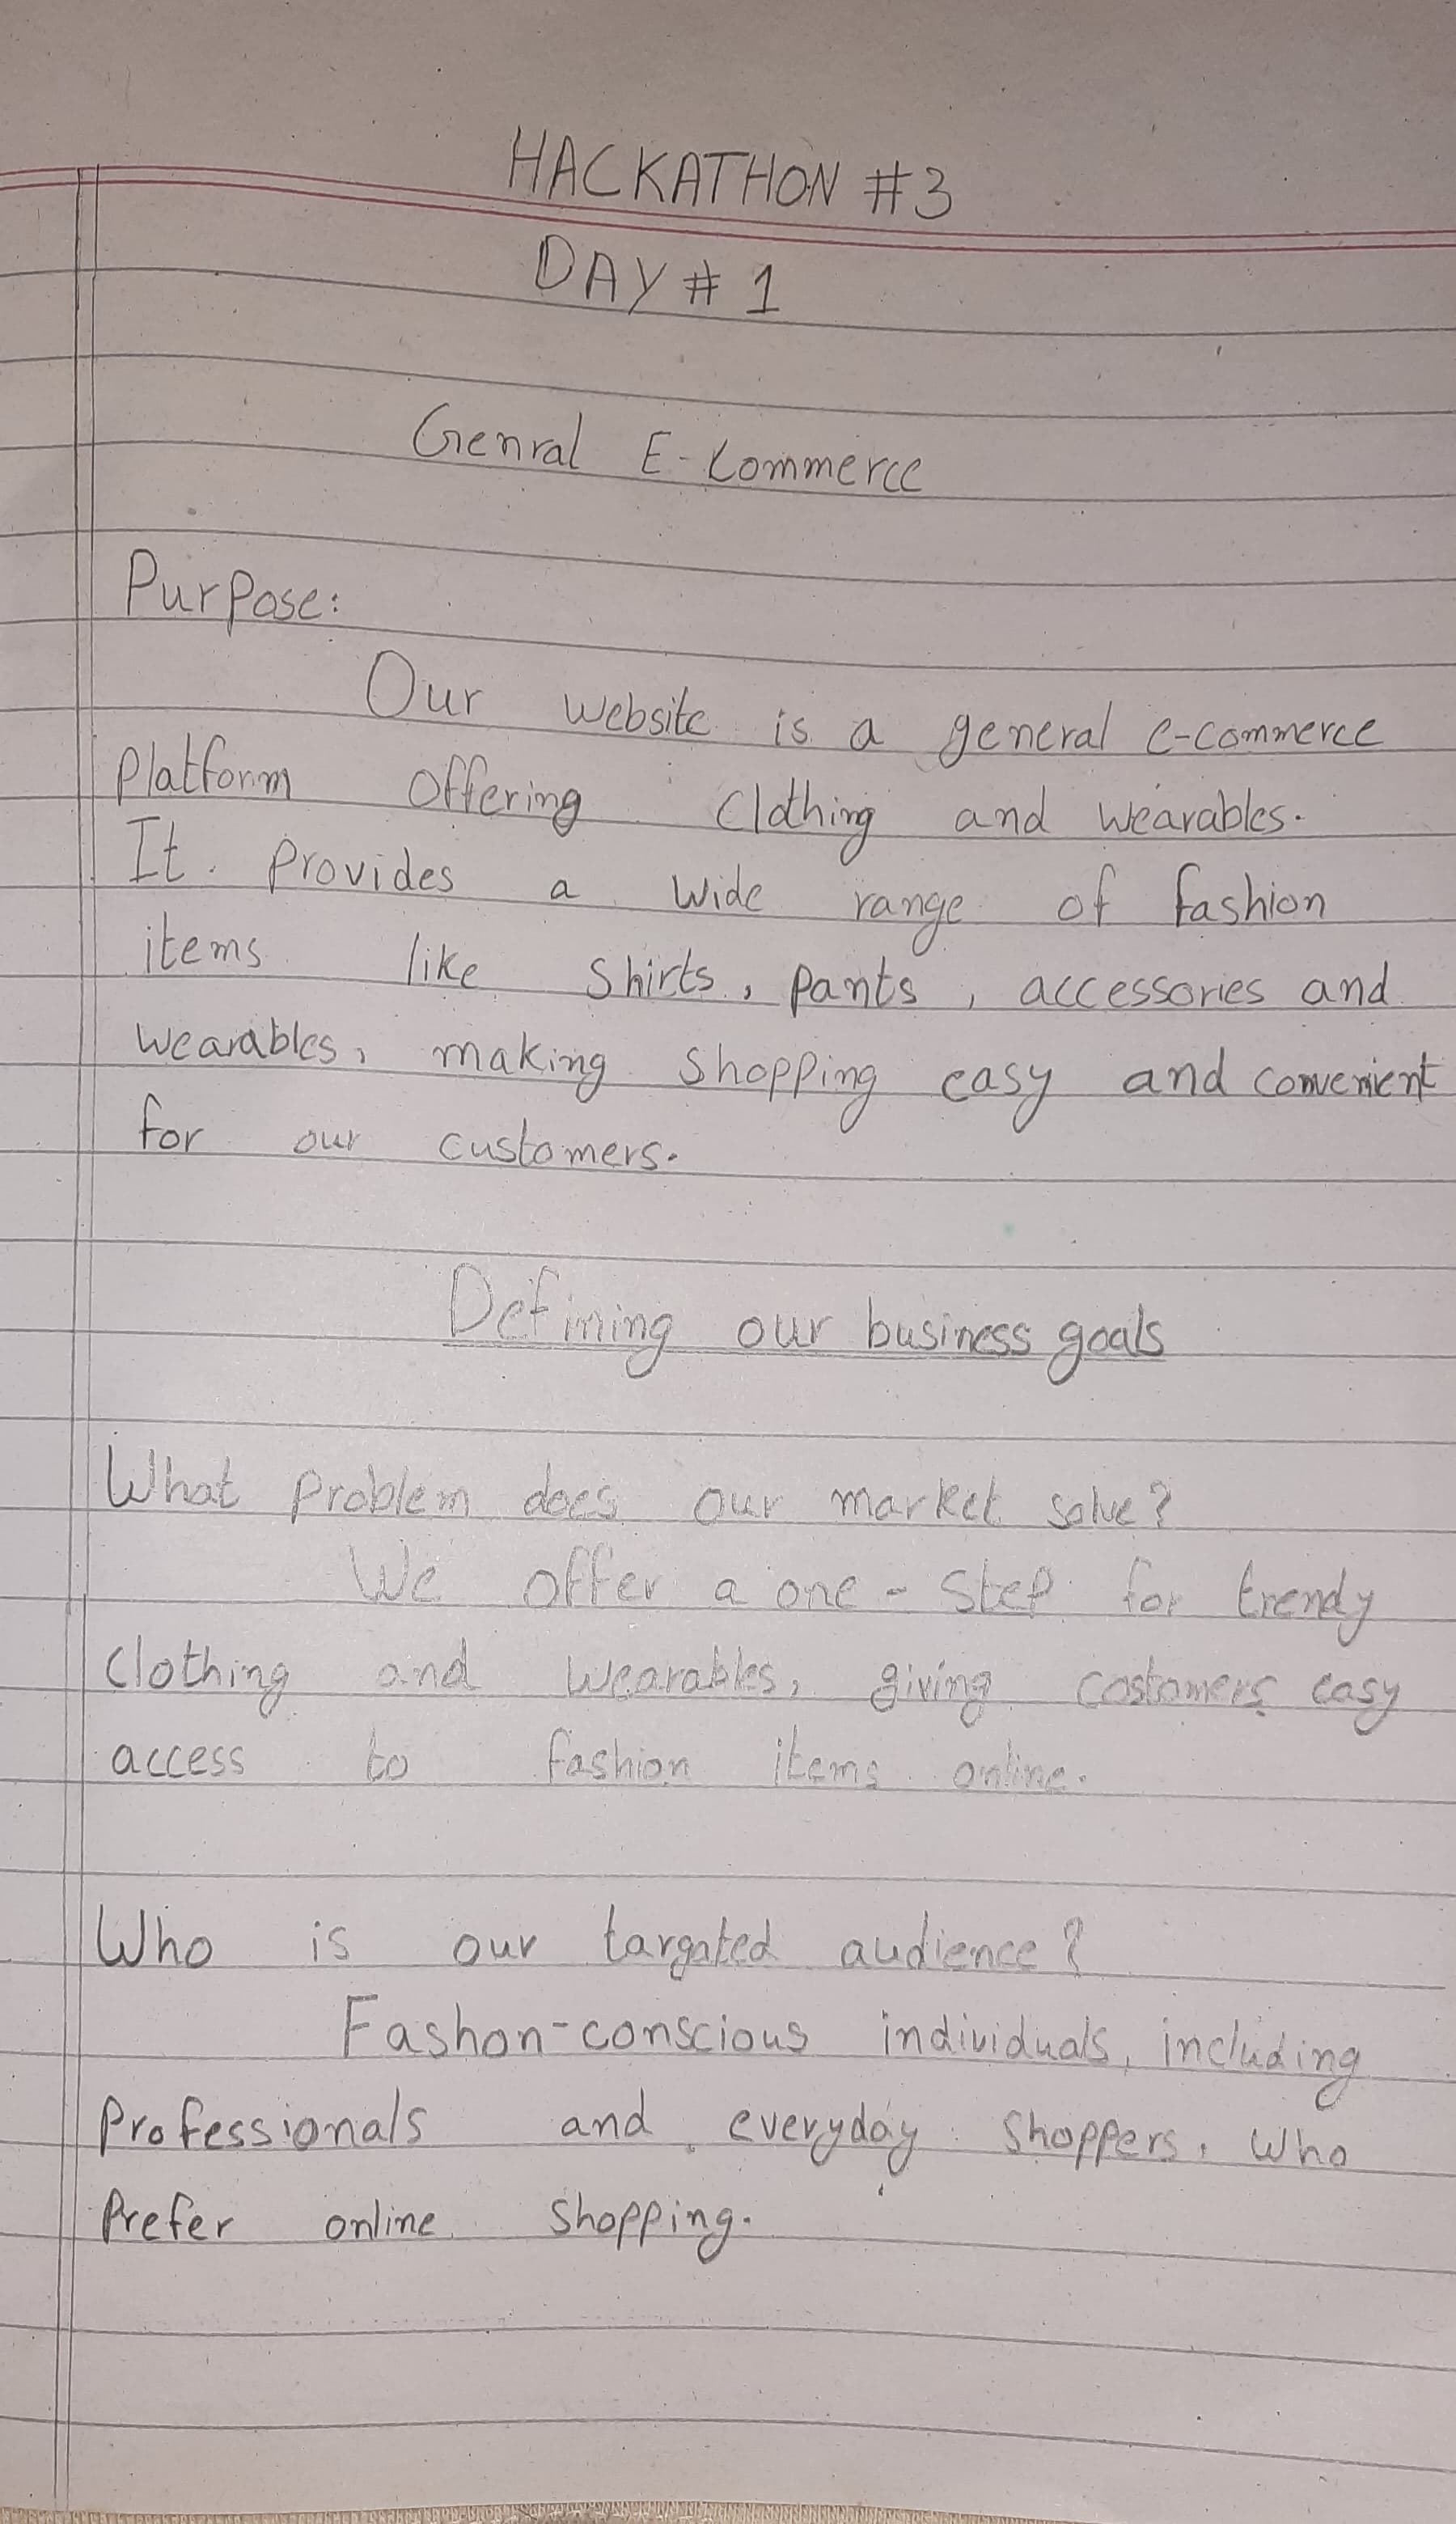 HACKATHON #3
DAY # 1
Genral E-Commerce
Purpose:
Our website is a general e-commerce
Platform offering clothing and wearables.
It provides a wide range of fashion
items like shirts, pants, accessories and
wearables, making shopping easy and convenient
for our customers.
Defining our business goals
What problem does our market solve?
We offer a one-step for trendy
clothing and wearables, giving costomers easy
access to fashion items online.
Who is our targated audience?
Fashon-conscious individuals, including
Professionals and everyday shoppers, who
Prefer online shopping.